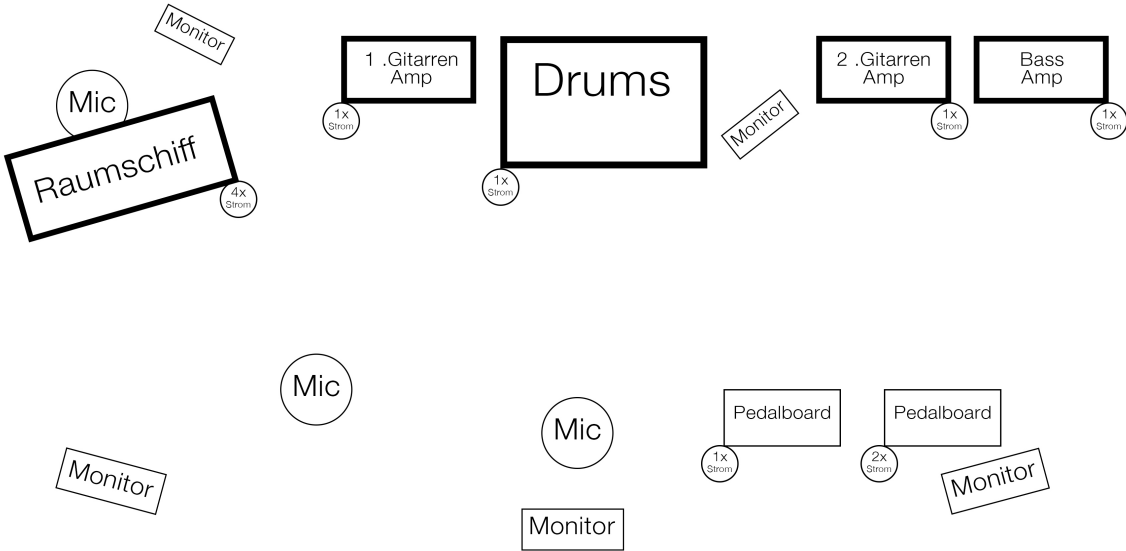 Monitor
Mic
Raumschiff
4x
Strom
1 .Gitarren
Amp
1x
Strom
Drums
1x
Strom
Monitor
2 .Gitarren
Amp
1x
Strom
Bass
Amp
1x
Strom
Mic
Mic
Pedalboard
1x
Strom
Pedalboard
2x
Strom
Monitor
Monitor
Monitor